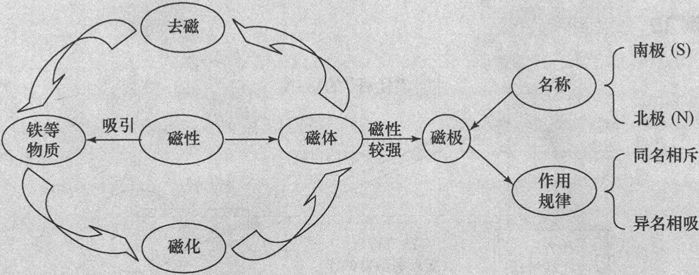 去磁
南极 (S)
名称
北极 (N)
铁等
物质
吸引
磁性
磁体
磁性
较强
磁极
同名相斥
作用
规律
异名相吸
磁化